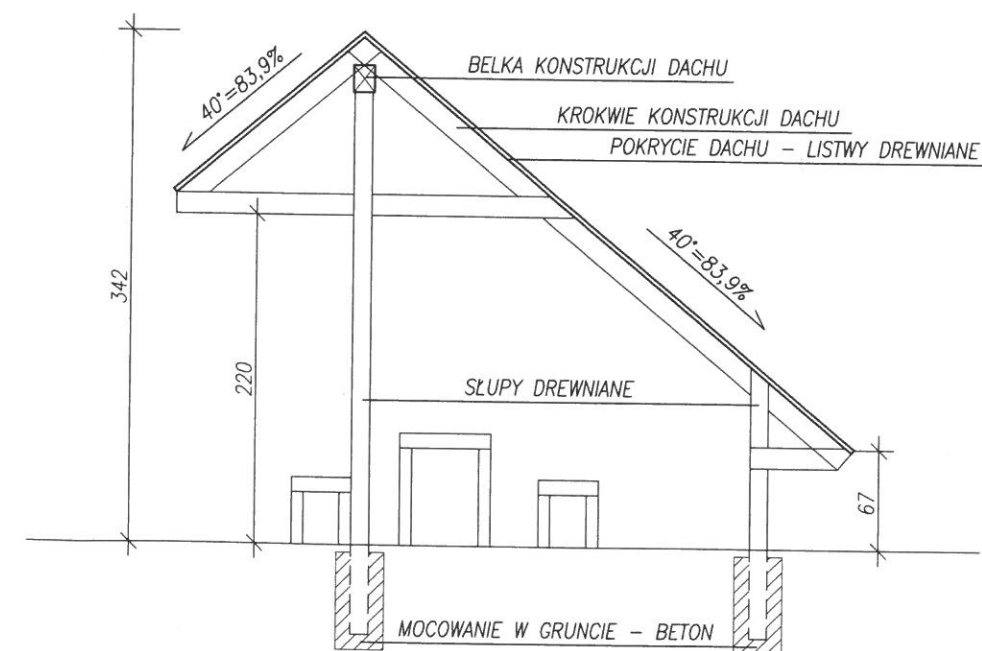 BELKA KONSTRUKCJI DACHU
40°=83,9%
KROKWIE KONSTRUKCJI DACHU
POKRYCIE DACHU - LISTWY DREWNIANE
40°=83,9%
342
220
SŁUPY DREWNIANE
67
MOCOWANIE W GRUNCIE - BETON